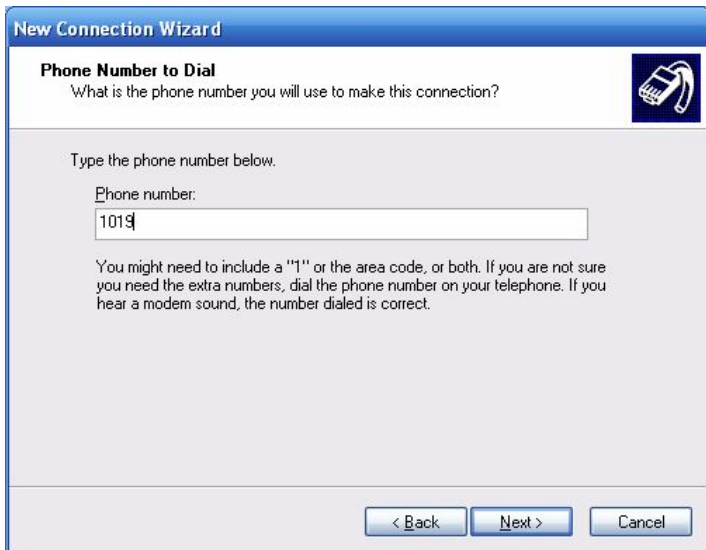 New Connection Wizard
Phone Number to Dial
What is the phone number you will use to make this connection?
Type the phone number below.
Phone number:
1019
You might need to include a "1" or the area code, or both. If you are not sure
you need the extra numbers, dial the phone number on your telephone. If you
hear a modem sound, the number dialed is correct.
< Back Next > Cancel